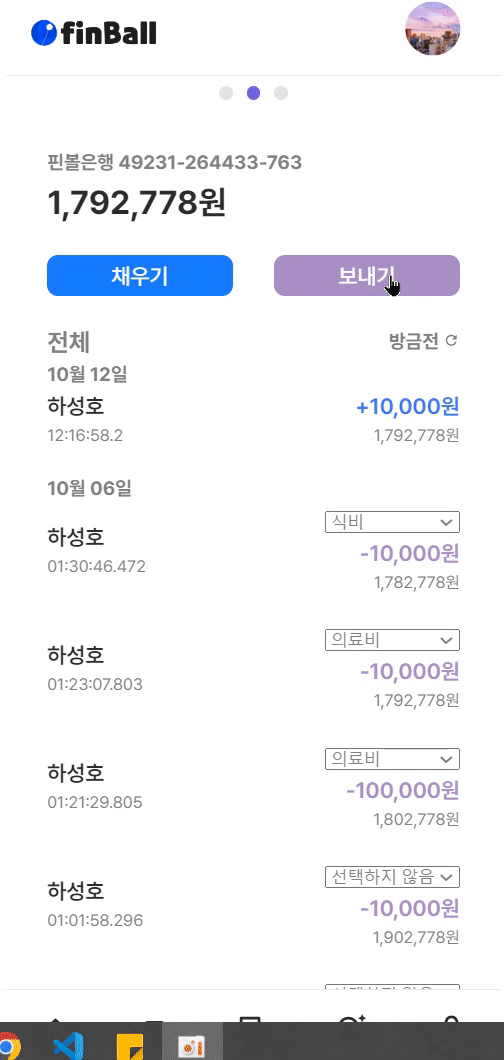 finBall
핀볼은행 49231-264433-763
1,792,778원
채우기 보내기
전체 방금전
10월 12일
하성호 +10,000원
12:16:58.2 1,792,778원
10월 06일
식비
하성호 -10,000원
01:30:46.472 1,782,778원
의료비
하성호 -10,000원
01:23:07.803 1,792,778원
의료비
하성호 -100,000원
01:21:29.805 1,802,778원
선택하지 않음
하성호 -10,000원
01:01:58.296 1,902,778원